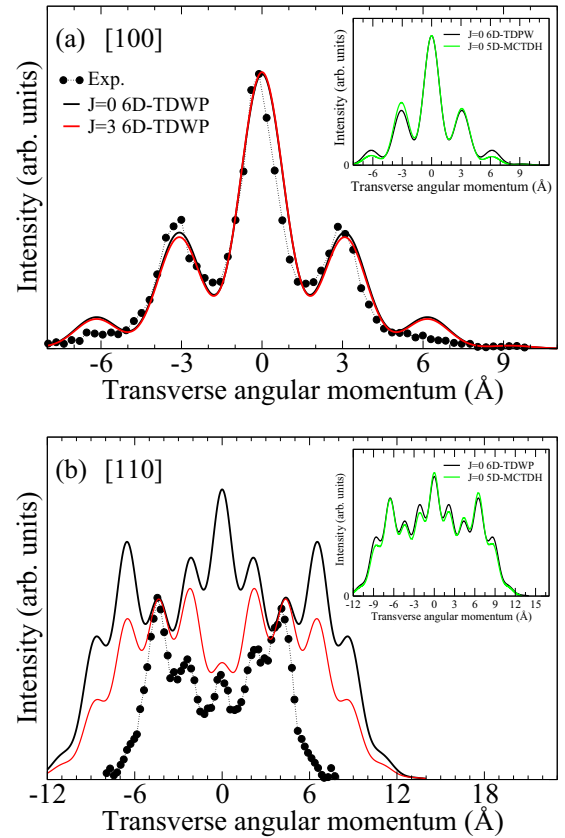 (a) [100]
Exp.
J=0 6D-TDWP
J=3 6D-TDWP
Intensity (arb. units)
-6 -3 0 3 6 9
Transverse angular momentum (Å)
J=0 6D-TDPW
J=0 5D-MCTDH
Intensity (arb. units)
0
-6 -3 0 3 6 9
Transverse angular momentum (Å)
(b) [110]
Intensity (arb. units)
-12 -6 0 6 12 18
Transverse angular momentum (Å)
J=0 6D-TDWP
J=0 5D-MCTDH
Intensity (arb. units)
0
-12 -9 -6 -3 0 3 6 9 12 15
Transverse angular momentum (Å)